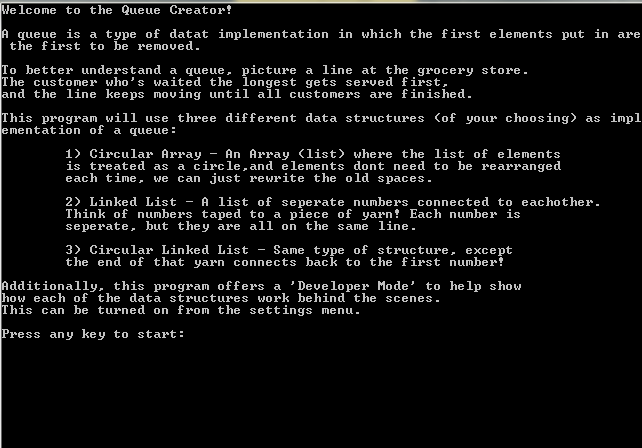 Welcome to the Queue Creator!
A queue is a type of datat implementation in which the first elements put in are
 the first to be removed.
To better understand a queue, picture a line at the grocery store.
The customer who's waited the longest gets served first,
and the line keeps moving until all customers are finished.
This program will use three different data structures (of your choosing) as impl
ementation of a queue:
1) Circular Array - An Array (list) where the list of elements
is treated as a circle,and elements dont need to be rearranged
each time, we can just rewrite the old spaces.
2) Linked List - A list of seperate numbers connected to eachother.
Think of numbers taped to a piece of yarn! Each number is
seperate, but they are all on the same line.
3) Circular Linked List - Same type of structure, except
the end of that yarn connects back to the first number!
Additionally, this program offers a 'Developer Mode' to help show
how each of the data structures work behind the scenes.
This can be turned on from the settings menu.
Press any key to start: